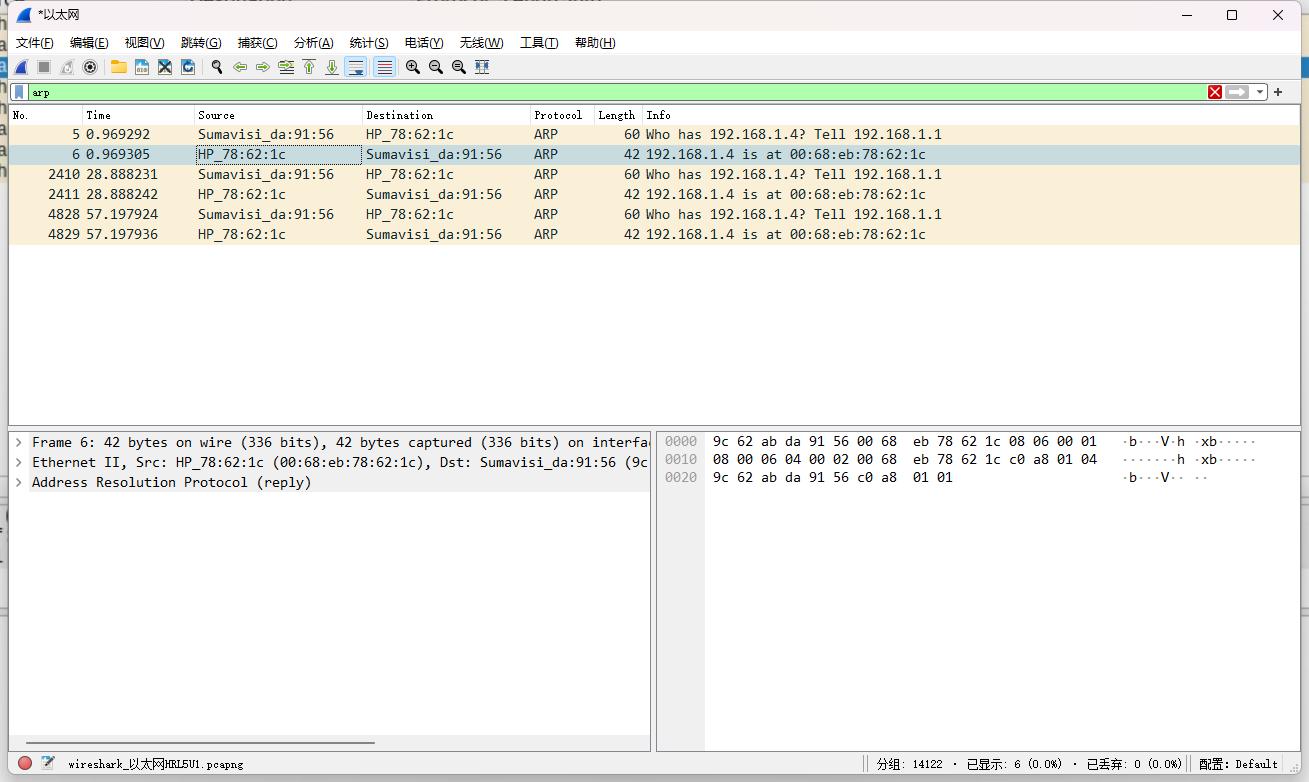 *以太网
文件(F) 编辑(E) 视图(V) 跳转(G) 捕获(C) 分析(A) 统计(S) 电话(Y) 无线(W) 工具(T) 帮助(H)
arp
No. Time Source Destination Protocol Length Info
5 0.969292 Sumavisi_da:91:56 HP_78:62:1c ARP 60 Who has 192.168.1.4? Tell 192.168.1.1
6 0.969305 HP_78:62:1c Sumavisi_da:91:56 ARP 42 192.168.1.4 is at 00:68:eb:78:62:1c
2410 28.888231 Sumavisi_da:91:56 HP_78:62:1c ARP 60 Who has 192.168.1.4? Tell 192.168.1.1
2411 28.888242 HP_78:62:1c Sumavisi_da:91:56 ARP 42 192.168.1.4 is at 00:68:eb:78:62:1c
4828 57.197924 Sumavisi_da:91:56 HP_78:62:1c ARP 60 Who has 192.168.1.4? Tell 192.168.1.1
4829 57.197936 HP_78:62:1c Sumavisi_da:91:56 ARP 42 192.168.1.4 is at 00:68:eb:78:62:1c
Frame 6: 42 bytes on wire (336 bits), 42 bytes captured (336 bits) on interfa
Ethernet II, Src: HP_78:62:1c (00:68:eb:78:62:1c), Dst: Sumavisi_da:91:56 (9c
Address Resolution Protocol (reply)
0000 9c 62 ab da 91 56 00 68 eb 78 62 1c 08 06 00 01 ·b···V·h ·xb·····
0010 08 00 06 04 00 02 00 68 eb 78 62 1c c0 a8 01 04 ·······h ·xb·····
0020 9c 62 ab da 91 56 c0 a8 01 01 ·b···V·· ··
wireshark_以太网HRL5V1.pcapng
分组: 14122 · 已显示: 6 (0.0%) · 已丢弃: 0 (0.0%)
配置: Default